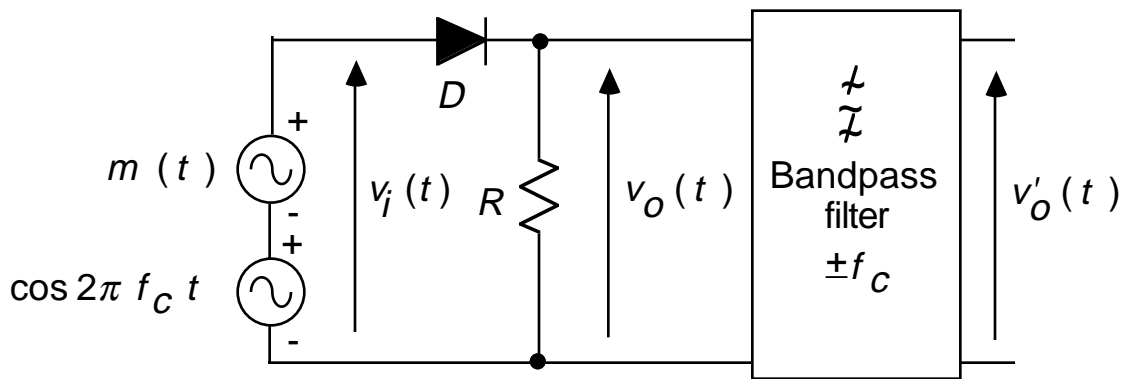 D
+
m (t)
-
+
cos 2π f_c t
-
v_i (t)
R
v_o (t)
Bandpass
filter
±f_c
v'_o (t)